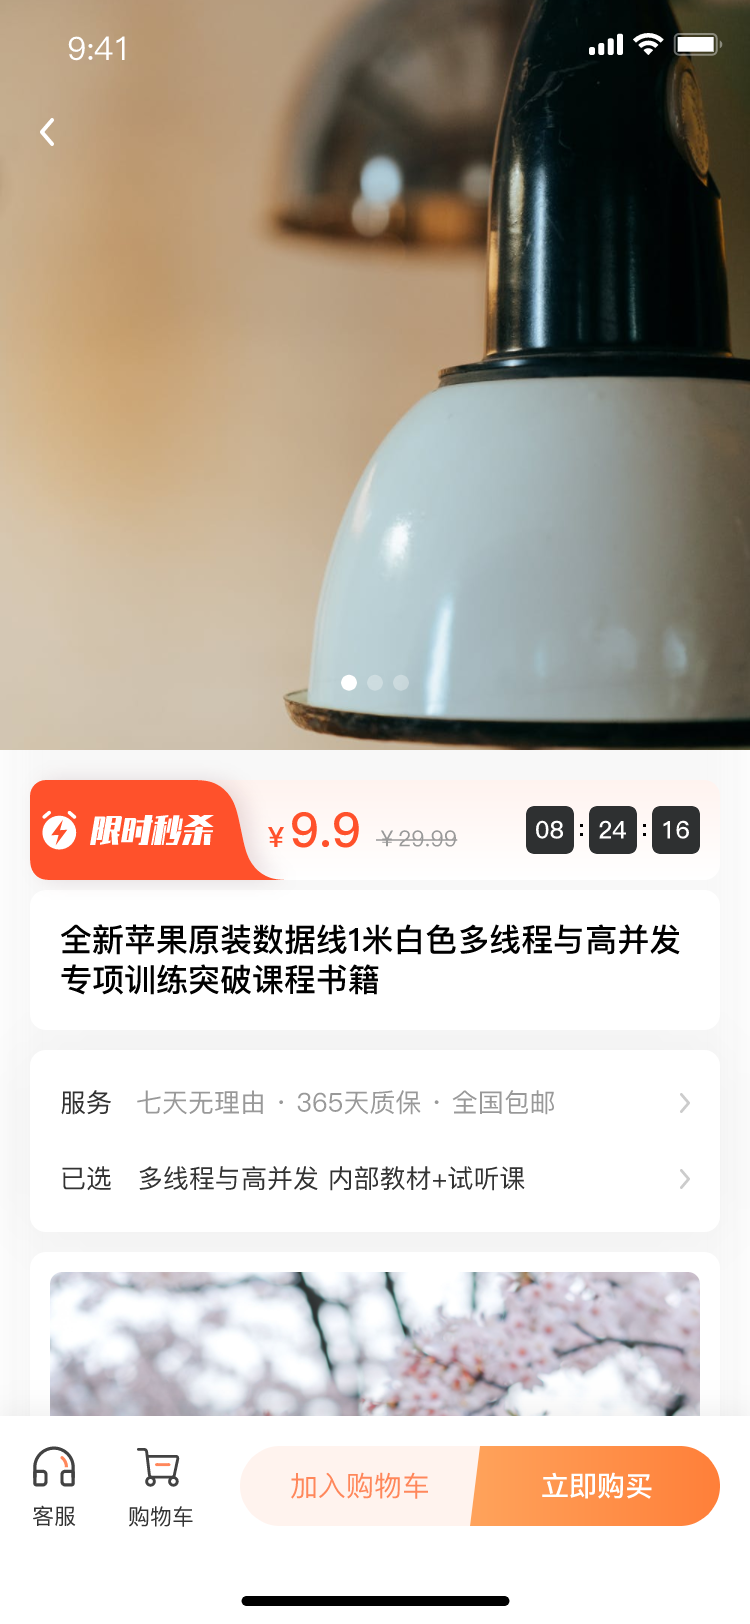 9:41
限时秒杀 ¥9.9 ¥29.99 08:24:16
全新苹果原装数据线1米白色多线程与高并发
专项训练突破课程书籍
服务 七天无理由 · 365天质保 · 全国包邮
已选 多线程与高并发 内部教材+试听课
客服 购物车 加入购物车 立即购买